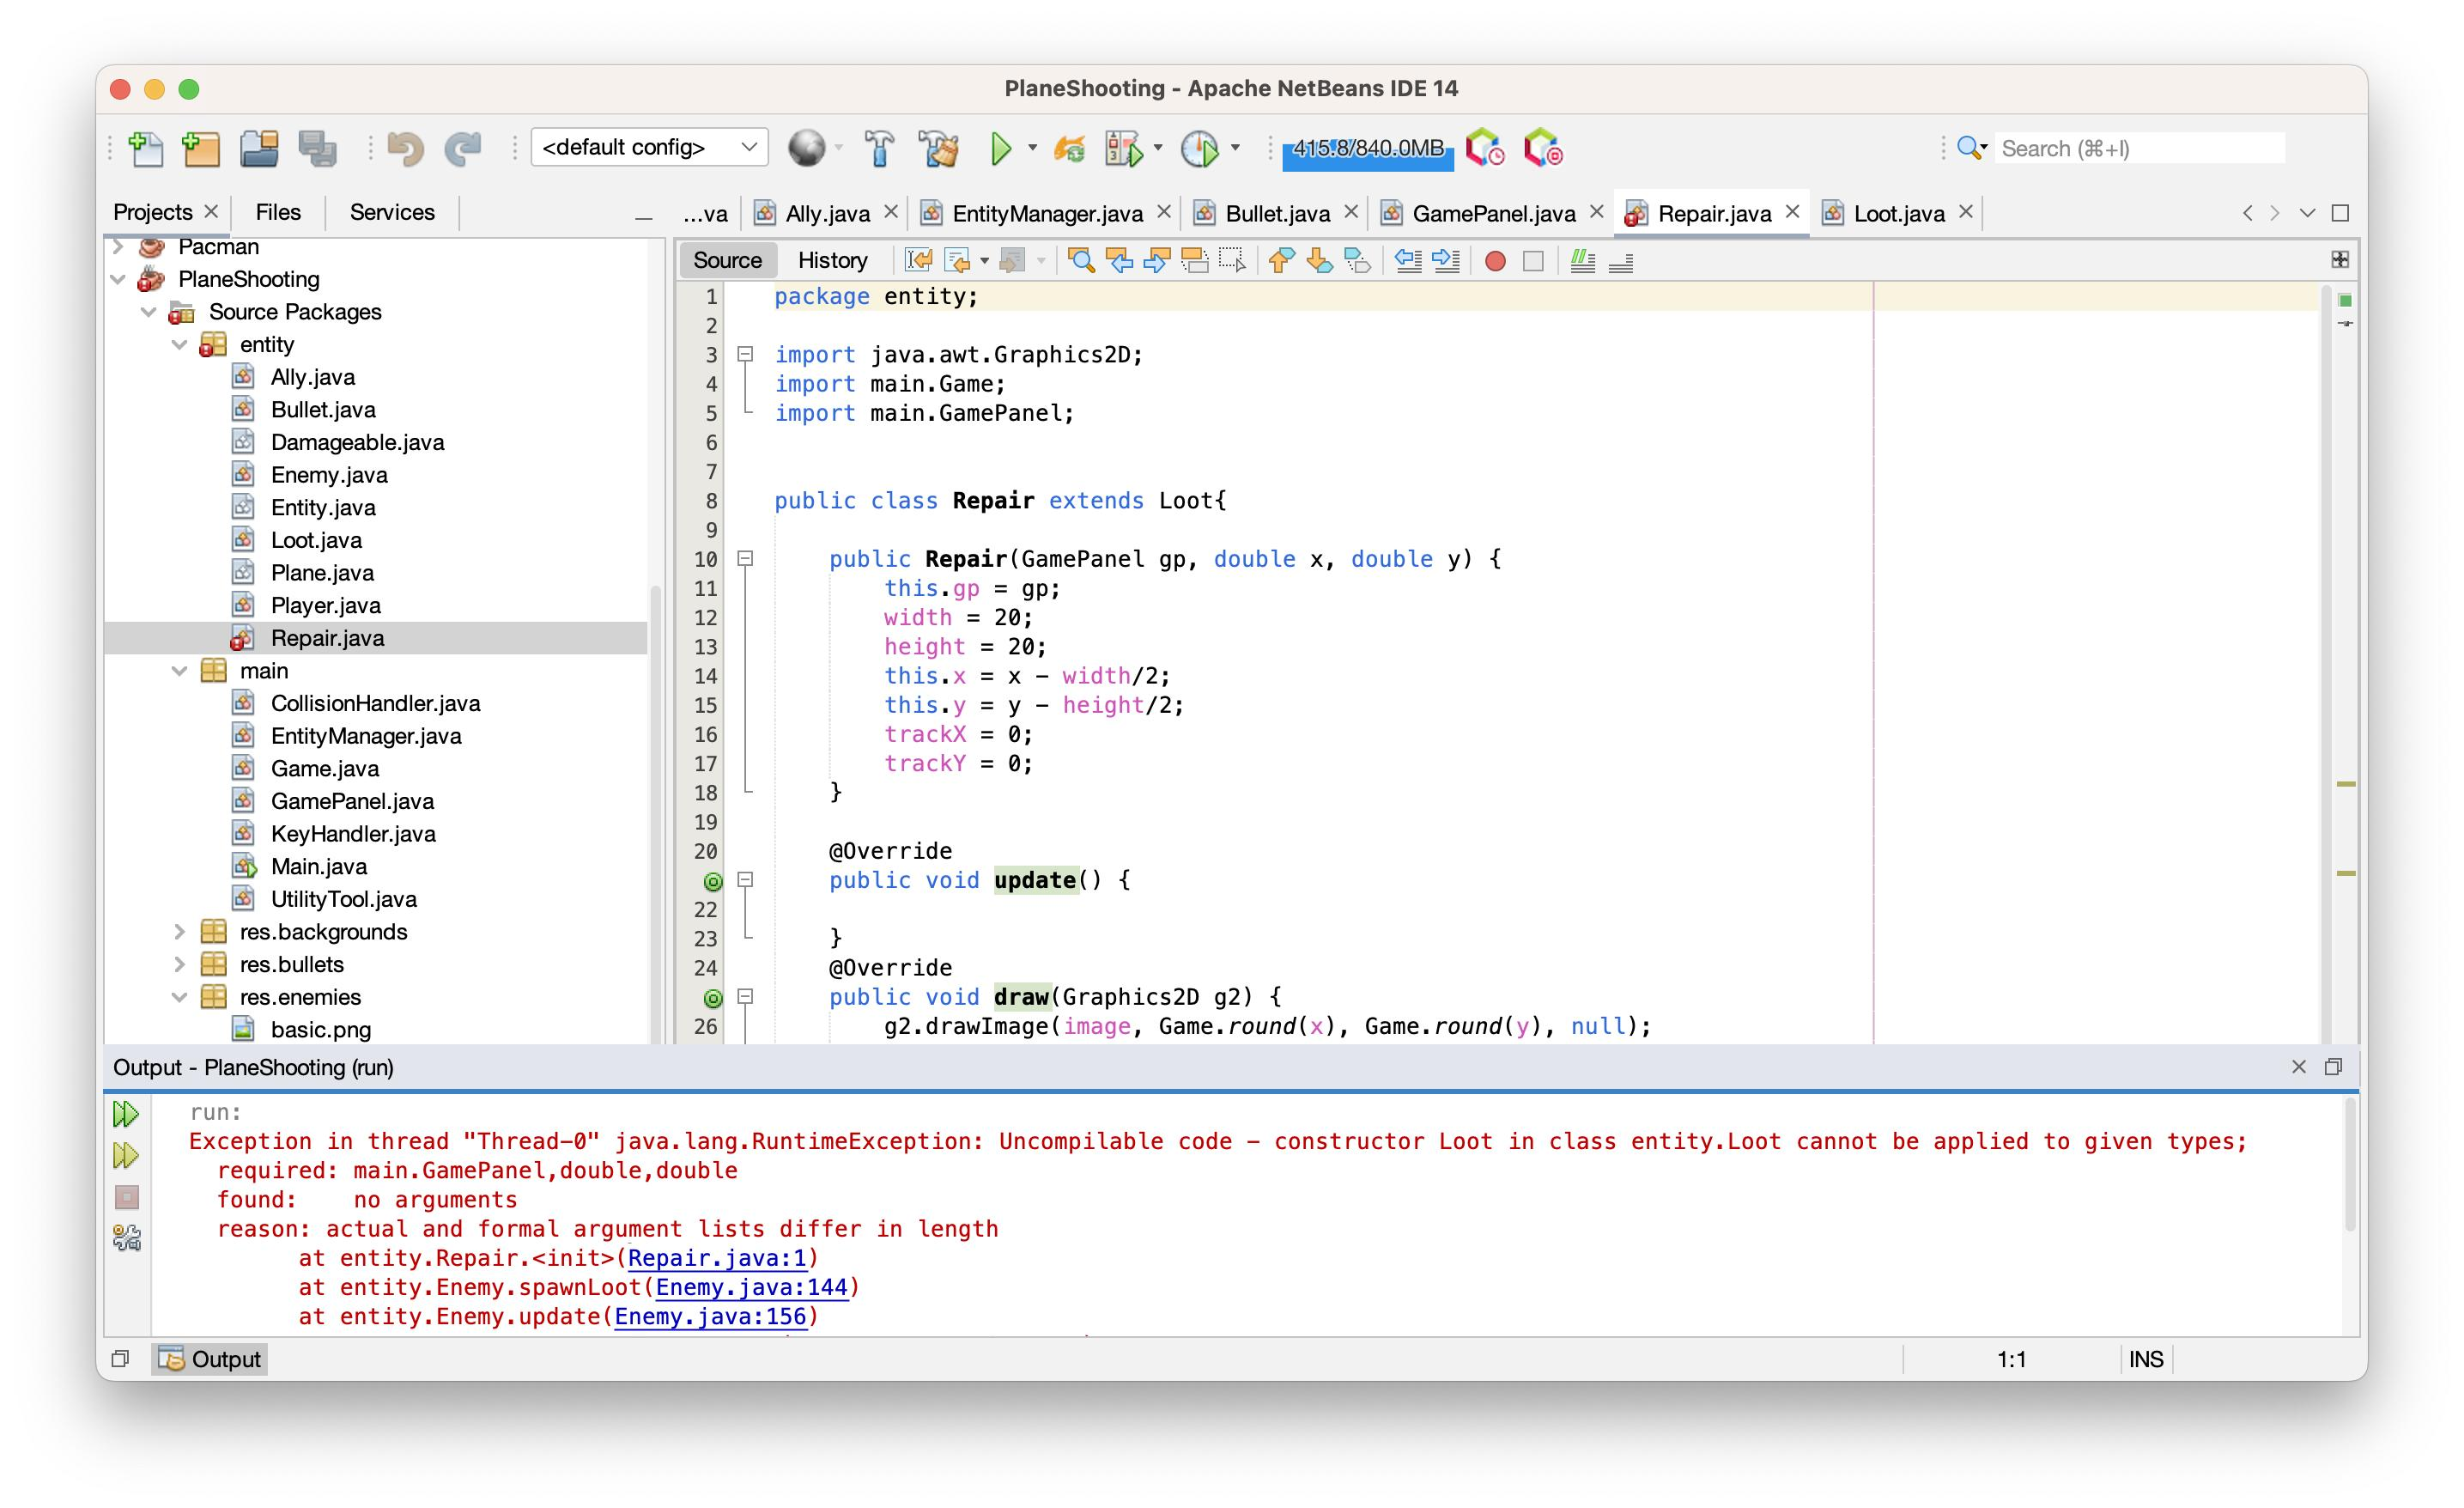 PlaneShooting - Apache NetBeans IDE 14
<default config>
415.8/840.0MB
Search (⌘+I)
Projects
Files
Services
...va
Ally.java
EntityManager.java
Bullet.java
GamePanel.java
Repair.java
Loot.java
Source
History
Pacman
PlaneShooting
Source Packages
entity
Ally.java
Bullet.java
Damageable.java
Enemy.java
Entity.java
Loot.java
Plane.java
Player.java
Repair.java
main
CollisionHandler.java
EntityManager.java
Game.java
GamePanel.java
KeyHandler.java
Main.java
UtilityTool.java
res.backgrounds
res.bullets
res.enemies
basic.png
1 package entity;
2
3 import java.awt.Graphics2D;
4 import main.Game;
5 import main.GamePanel;
6
7
8 public class Repair extends Loot{
9
10 public Repair(GamePanel gp, double x, double y) {
11 this.gp = gp;
12 width = 20;
13 height = 20;
14 this.x = x - width/2;
15 this.y = y - height/2;
16 trackX = 0;
17 trackY = 0;
18 }
19
20 @Override
public void update() {
22
23 }
24 @Override
public void draw(Graphics2D g2) {
26 g2.drawImage(image, Game.round(x), Game.round(y), null);
Output - PlaneShooting (run)
run:
Exception in thread "Thread-0" java.lang.RuntimeException: Uncompilable code - constructor Loot in class entity.Loot cannot be applied to given types;
required: main.GamePanel,double,double
found: no arguments
reason: actual and formal argument lists differ in length
at entity.Repair.<init>(Repair.java:1)
at entity.Enemy.spawnLoot(Enemy.java:144)
at entity.Enemy.update(Enemy.java:156)
Output
1:1
INS